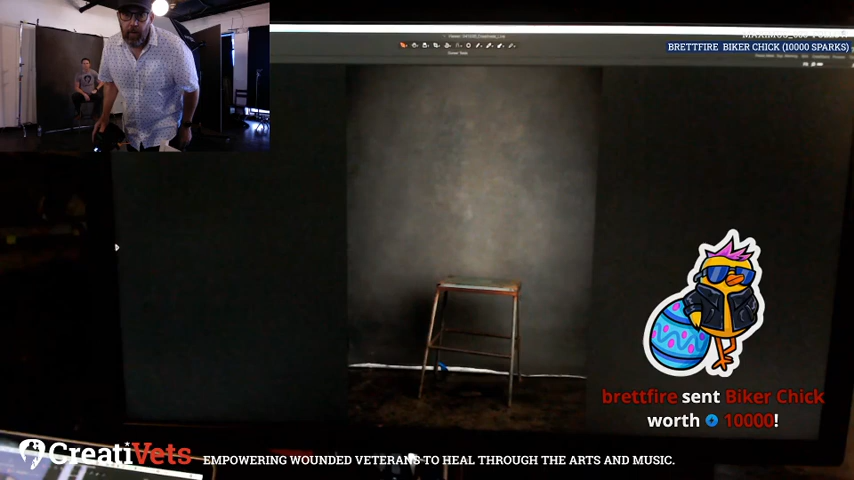 BRETTFIRE BIKER CHICK (10000 SPARKS)
brettfire sent Biker Chick
worth 10000!
CreatiVets EMPOWERING WOUNDED VETERANS TO HEAL THROUGH THE ARTS AND MUSIC.